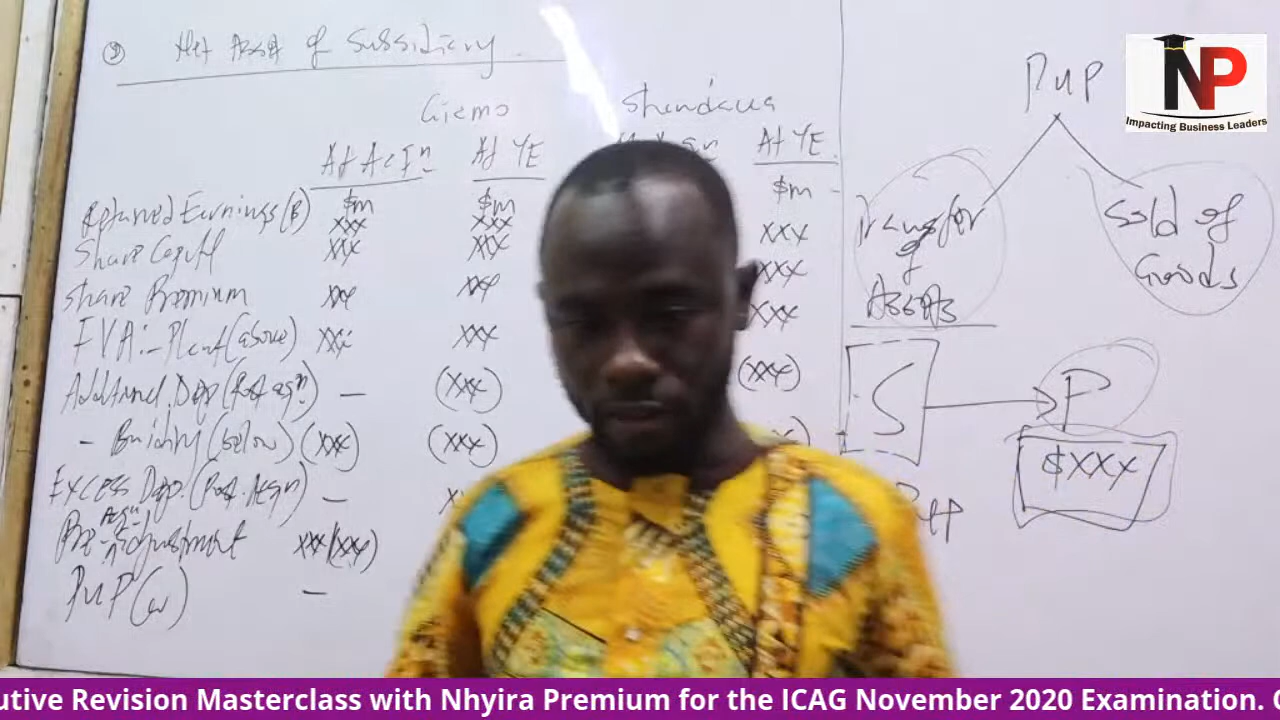 ② Net Asset of Subsidiary
Gizmo
At Acqn At YE At YE
$m $m $m
Retained Earnings (B) xxx xxx xxx
Share Capital xxx xxx xxx
Share Premium xxx xxx xxx
FVA:- Plant (above) xxx xxx
Additional Dep (Post aqn) — (xxx) (xxx)
- Building (below) (xxx) (xxx)
Excess Dep. (Post. Acqn) —
Pre-Acqn Adjustment xxx/(xxx)
PUP (w) —
PUP
Transfer of Assets
Sold of Goods
S
P
$xxx
NP
Impacting Business Leaders
utive Revision Masterclass with Nhyira Premium for the ICAG November 2020 Examination.